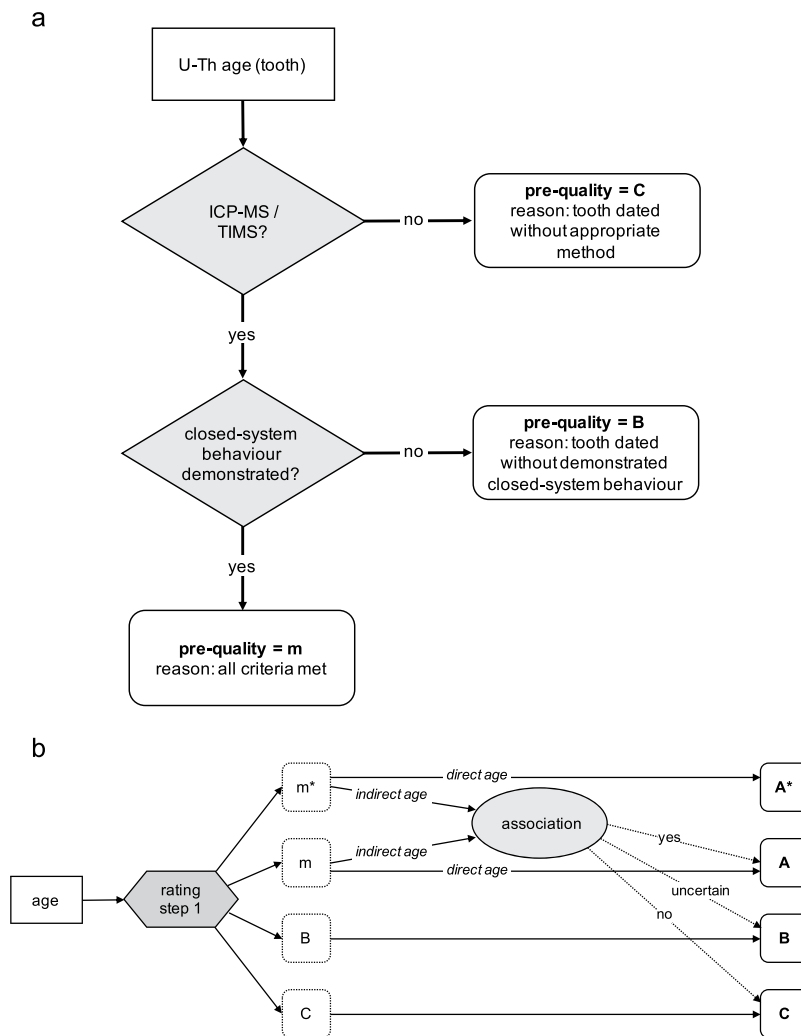 a
U-Th age (tooth)
ICP-MS /
TIMS?
no
pre-quality = C
reason: tooth dated
without appropriate
method
yes
closed-system
behaviour
demonstrated?
no
pre-quality = B
reason: tooth dated
without demonstrated
closed-system behaviour
yes
pre-quality = m
reason: all criteria met
b
age
rating
step 1
m*
direct age
A*
indirect age
association
yes
m
indirect age
direct age
A
uncertain
B
no
B
C
C